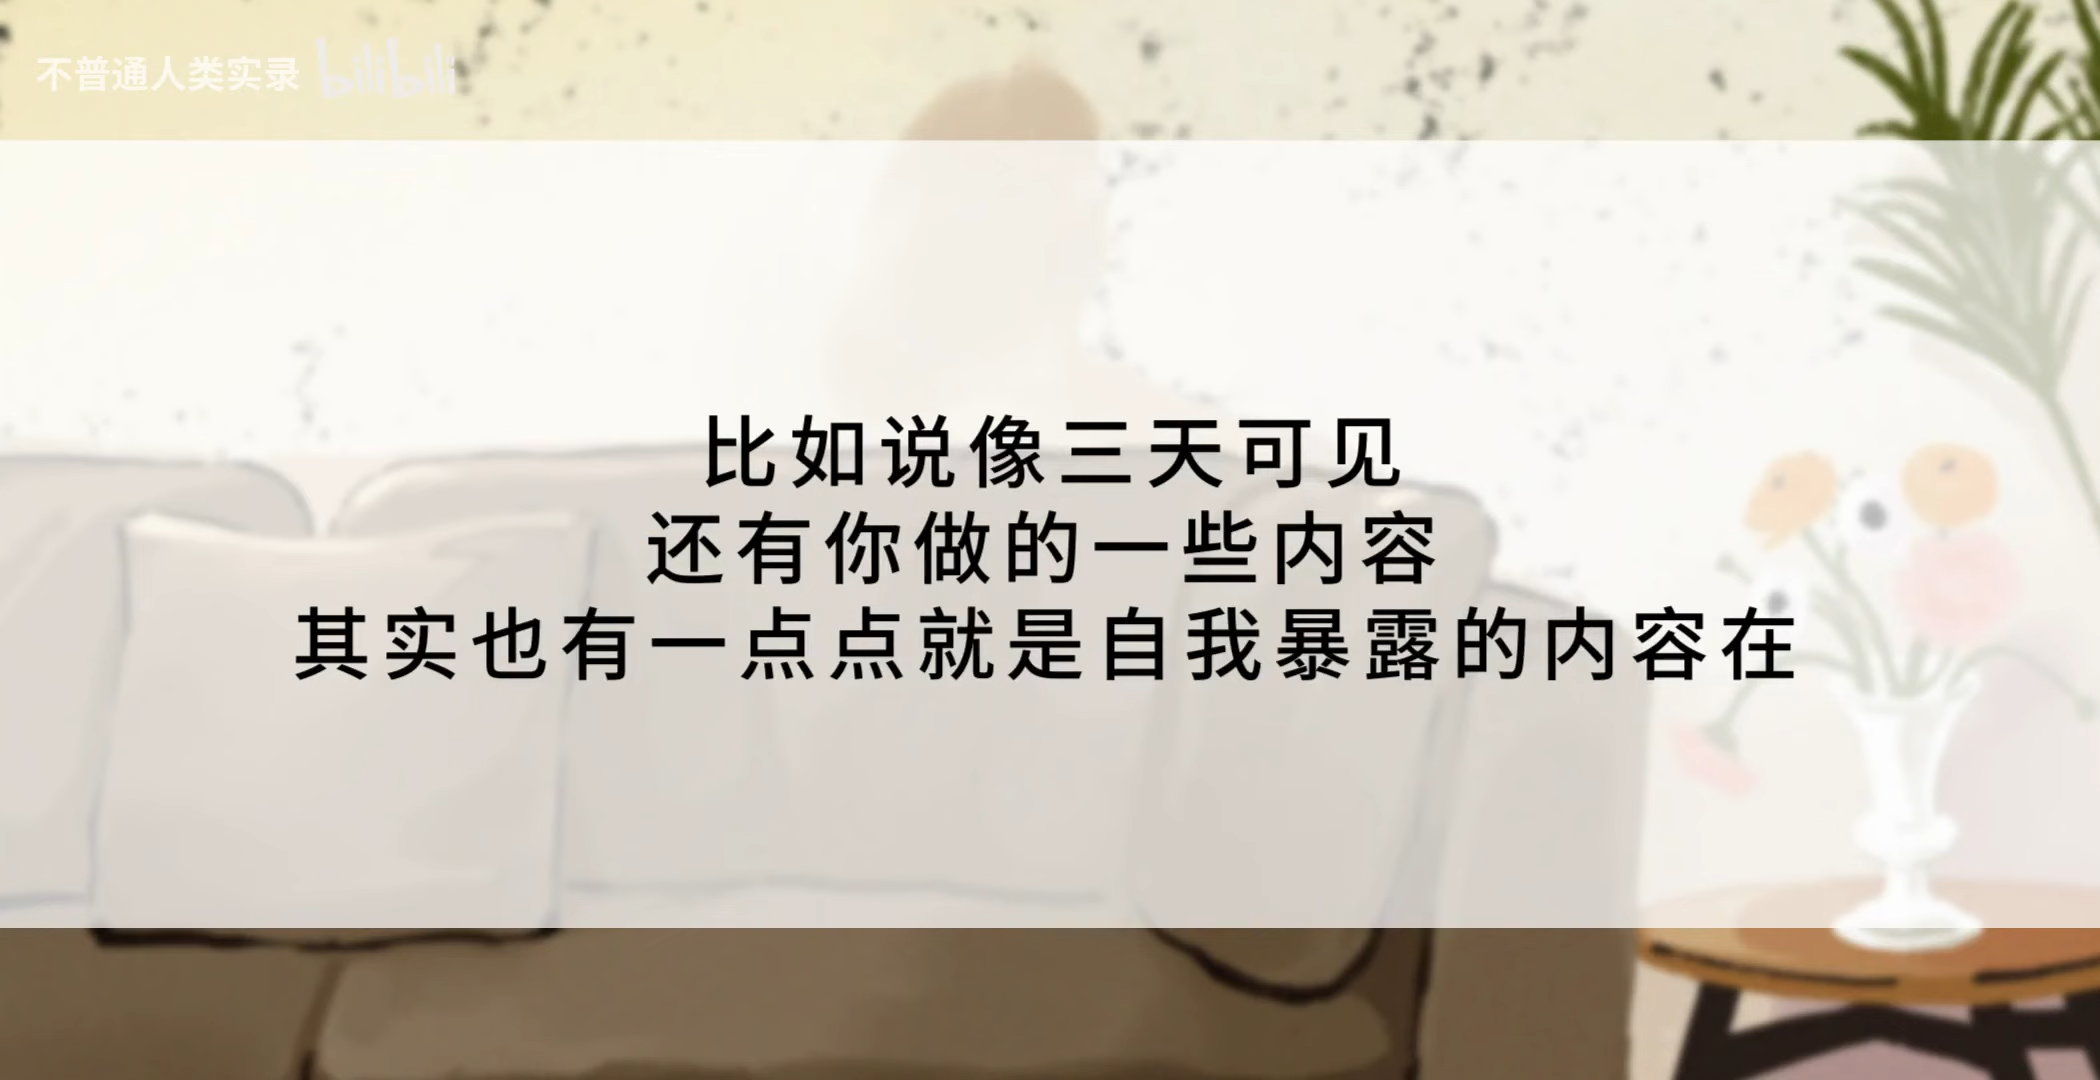 不普通人类实录 bilibili
比如说像三天可见
还有你做的一些内容
其实也有一点点就是自我暴露的内容在